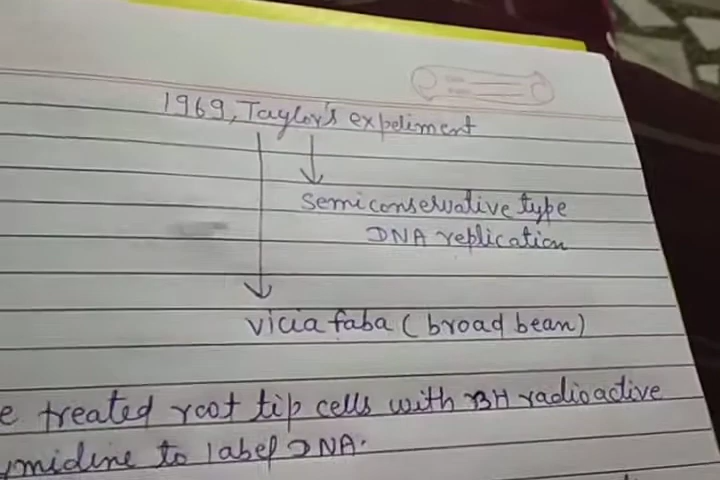 1969, Taylor's expeliment
semiconservative type
DNA replication
vicia faba (broad bean)
e treated root tip cells with 3H radioactive
ymidine to label DNA.